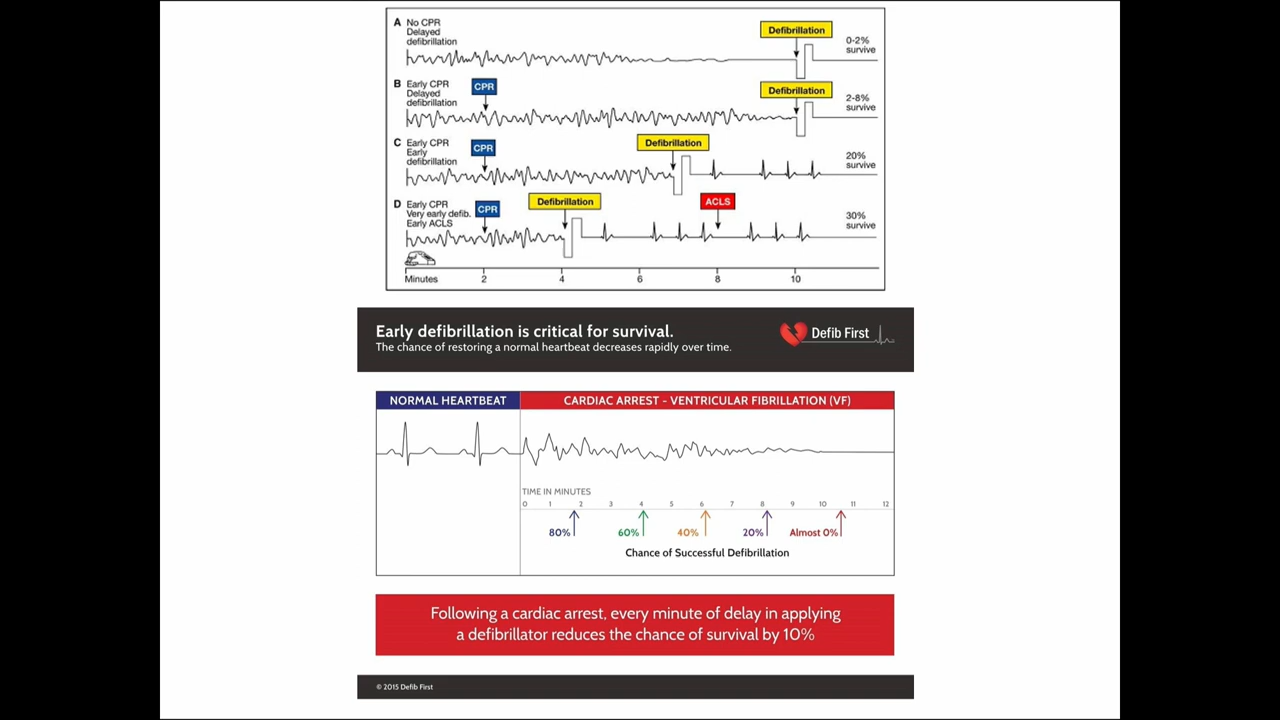 A No CPR
Delayed
defibrillation
Defibrillation
0-2%
survive
B Early CPR
Delayed
defibrillation
CPR
Defibrillation
2-8%
survive
C Early CPR
Early
defibrillation
CPR
Defibrillation
20%
survive
D Early CPR
Very early defib.
Early ACLS
CPR
Defibrillation
ACLS
30%
survive
Minutes 2 4 6 8 10
Early defibrillation is critical for survival.
The chance of restoring a normal heartbeat decreases rapidly over time.
Defib First
NORMAL HEARTBEAT
CARDIAC ARREST - VENTRICULAR FIBRILLATION (VF)
TIME IN MINUTES
0 1 2 3 4 5 6 7 8 9 10 11 12
80% 60% 40% 20% Almost 0%
Chance of Successful Defibrillation
Following a cardiac arrest, every minute of delay in applying
a defibrillator reduces the chance of survival by 10%
© 2015 Defib First